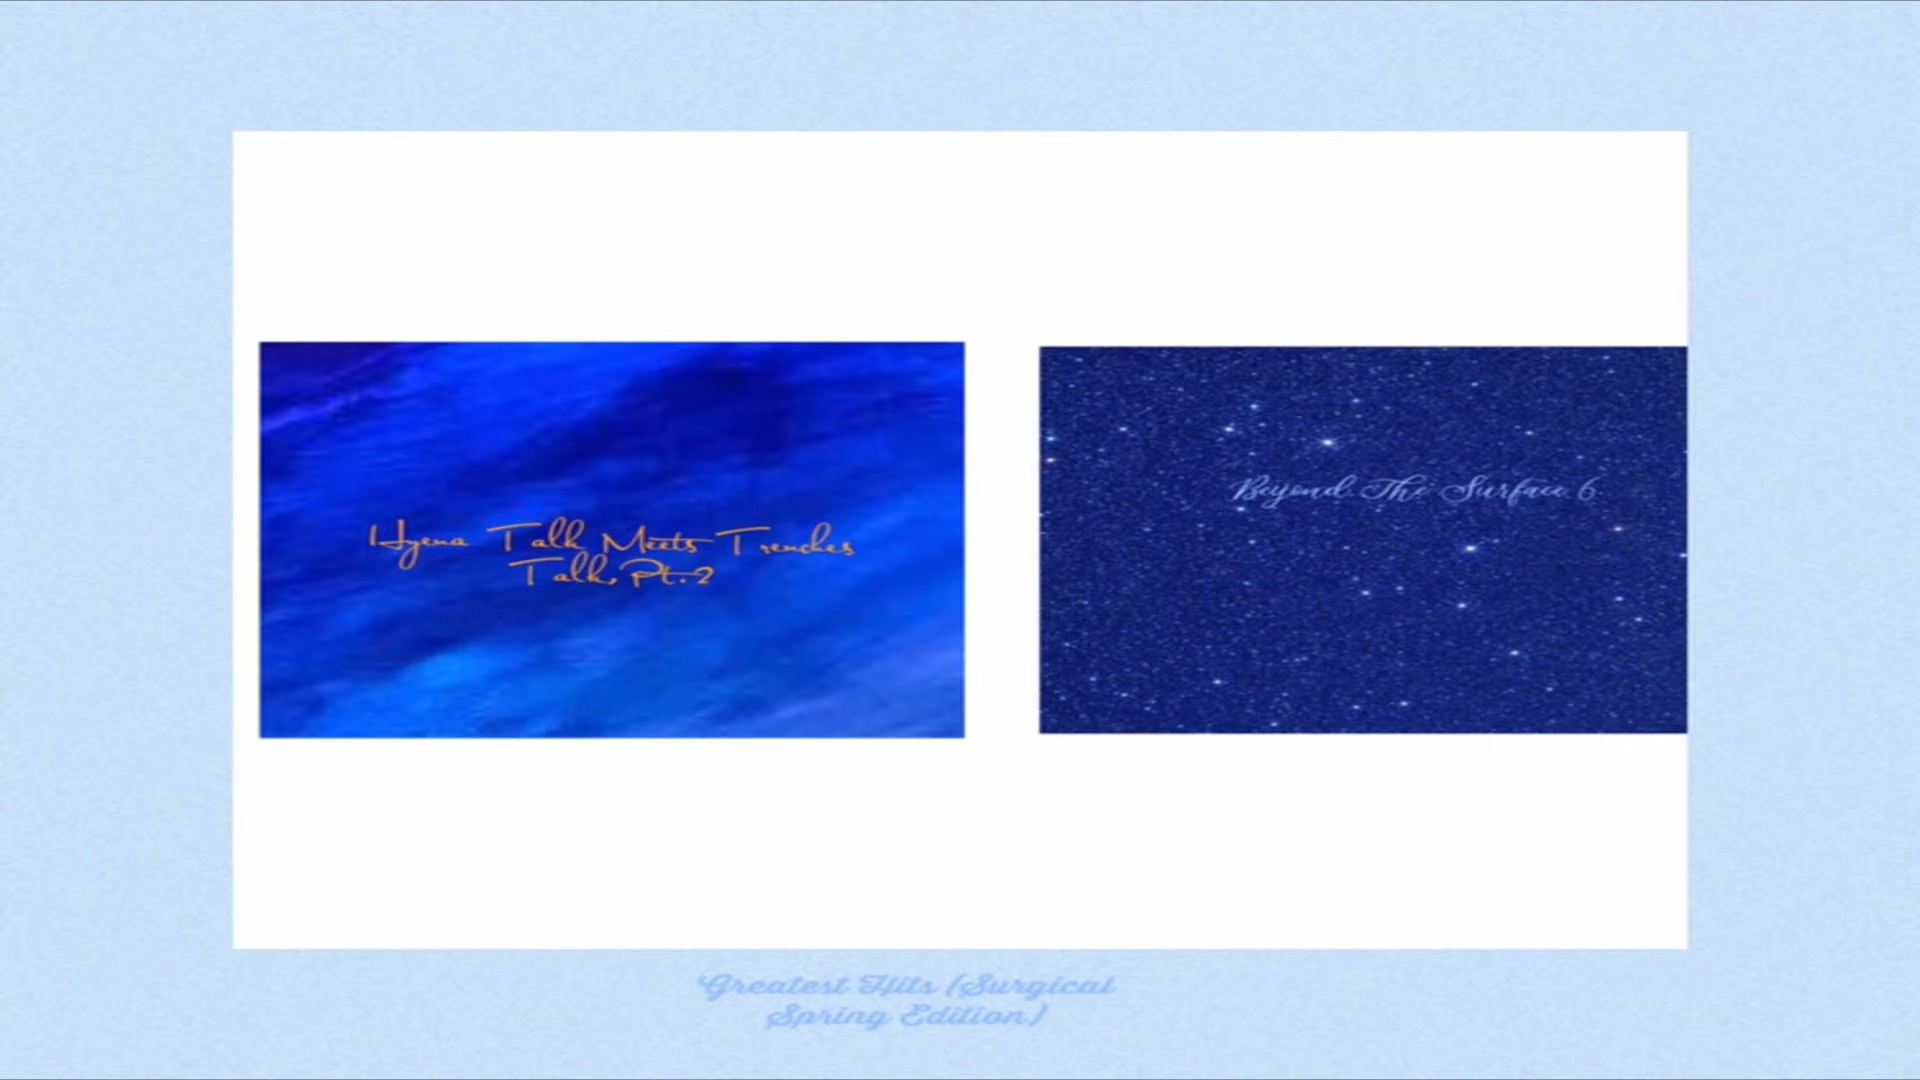 Hyena Talk Meets Trenches
Talk, Pt. 2
Beyond The Surface 6
Greatest Hits (Surgical
Spring Edition)